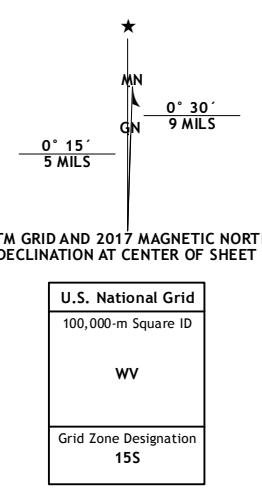 ★
MN
0° 30´
GN
9 MILS
0° 15´
5 MILS
TM GRID AND 2017 MAGNETIC NORT
DECLINATION AT CENTER OF SHEET
U.S. National Grid
100,000-m Square ID
WV
Grid Zone Designation
15S